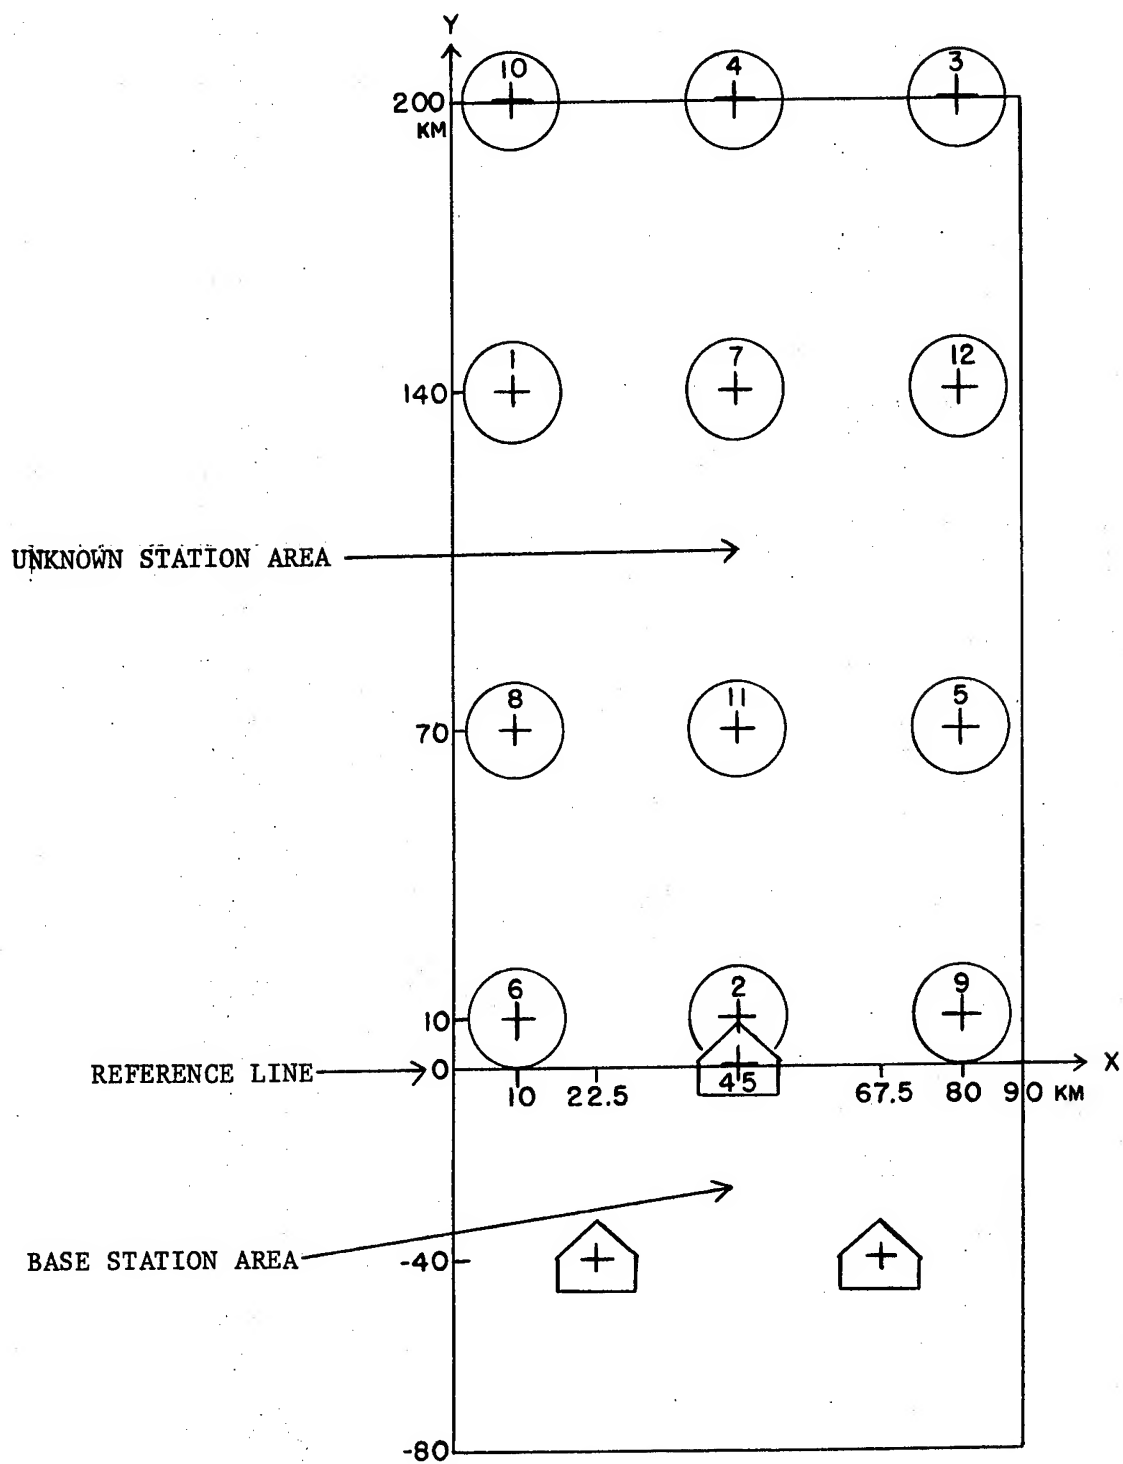 Y
10 4 3
200
KM
1 7 12
140
UNKNOWN STATION AREA
8 11 5
70
6 2 9
10
REFERENCE LINE 0 X
10 22.5 45 67.5 80 90 KM
BASE STATION AREA
-40
-80